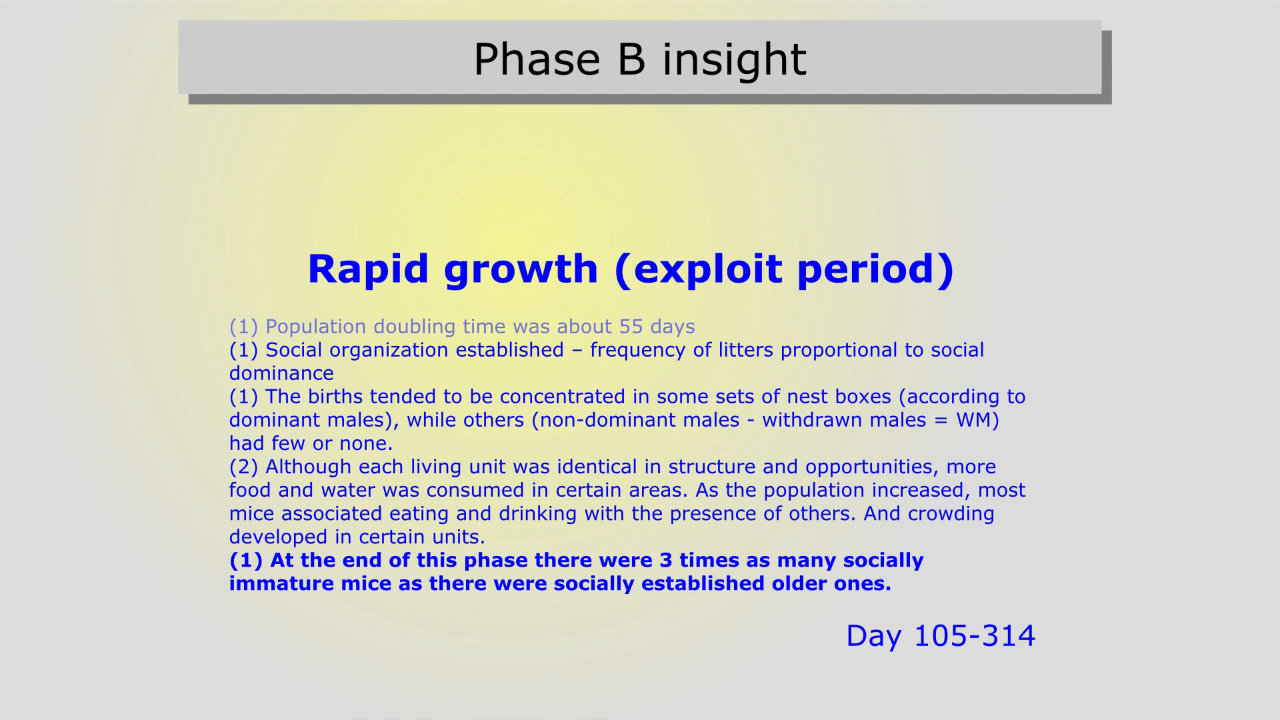 Phase B insight
Rapid growth (exploit period)
(1) Population doubling time was about 55 days
(1) Social organization established – frequency of litters proportional to social
dominance
(1) The births tended to be concentrated in some sets of nest boxes (according to
dominant males), while others (non-dominant males - withdrawn males = WM)
had few or none.
(2) Although each living unit was identical in structure and opportunities, more
food and water was consumed in certain areas. As the population increased, most
mice associated eating and drinking with the presence of others. And crowding
developed in certain units.
(1) At the end of this phase there were 3 times as many socially
immature mice as there were socially established older ones.
Day 105-314